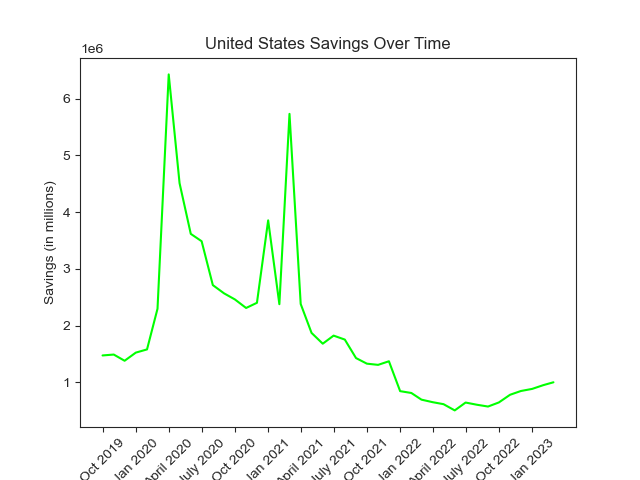 United States Savings Over Time
1e6
Savings (in millions)
6
5
4
3
2
1
Oct 2019
Jan 2020
April 2020
July 2020
Oct 2020
Jan 2021
April 2021
July 2021
Oct 2021
Jan 2022
April 2022
July 2022
Oct 2022
Jan 2023